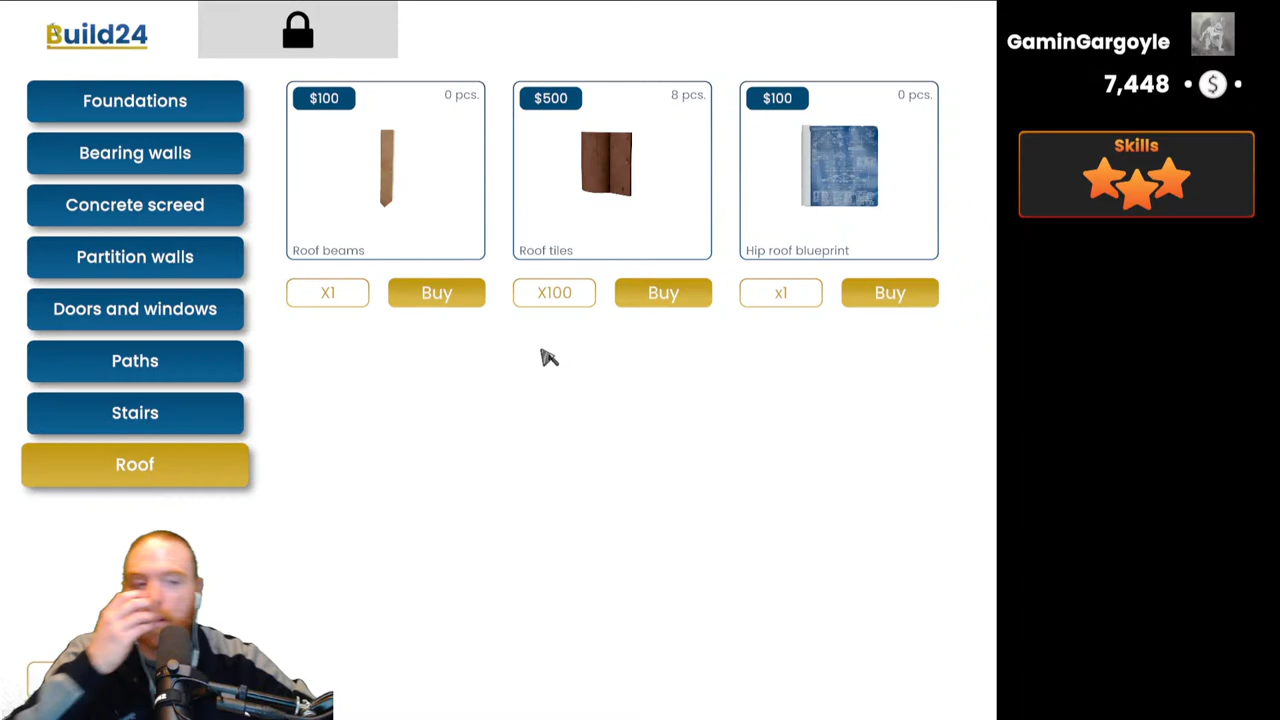 Build24
GaminGargoyle
7,448
Skills
Foundations
Bearing walls
Concrete screed
Partition walls
Doors and windows
Paths
Stairs
Roof
$100
0 pcs.
Roof beams
X1
Buy
$500
8 pcs.
Roof tiles
X100
Buy
$100
0 pcs.
Hip roof blueprint
x1
Buy
$